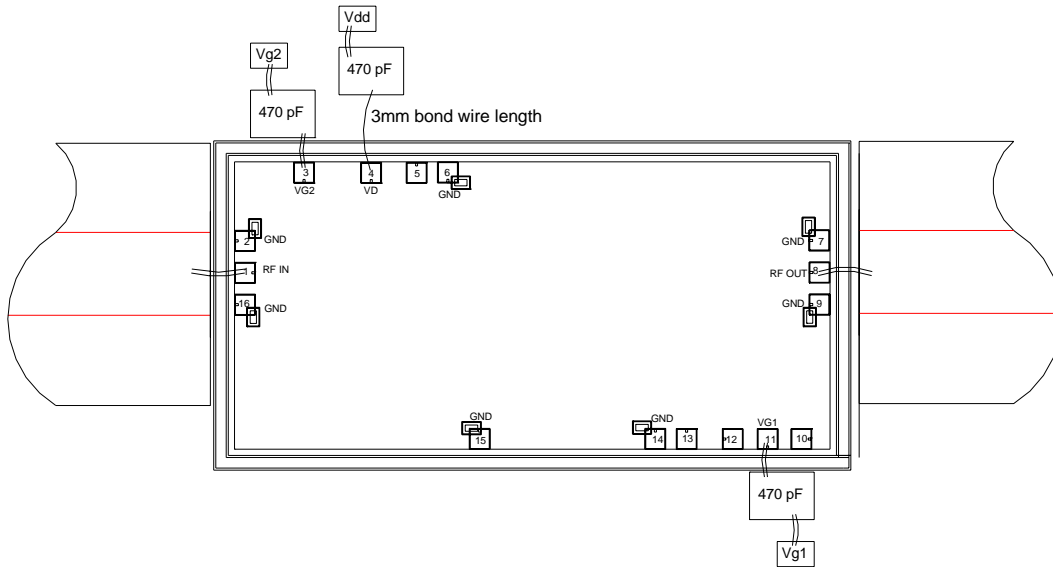 Vdd
Vg2
470 pF
470 pF
3mm bond wire length
3
4
5
6
VG2
VD
GND
2
GND
GND
7
1
RF IN
RF OUT
8
16
GND
GND
9
GND
GND
VG1
15
14
13
12
11
10
470 pF
Vg1